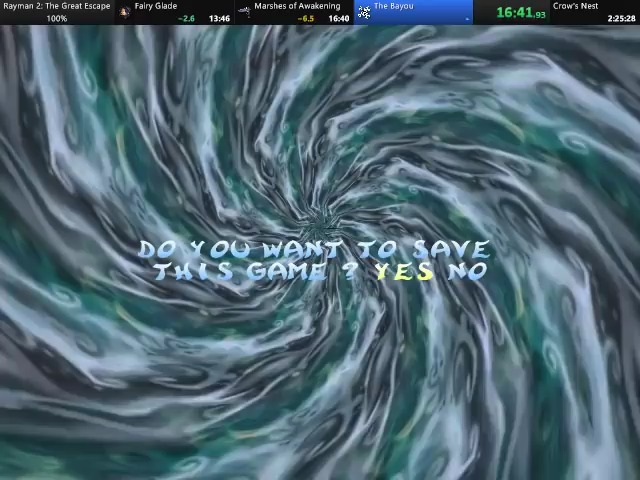 Rayman 2: The Great Escape
100%
Fairy Glade
-2.6 13:46
Marshes of Awakening
-6.5 16:40
The Bayou
-
16:41.93
Crow's Nest
2:25:28
DO YOU WANT TO SAVE
THIS GAME ? YES NO